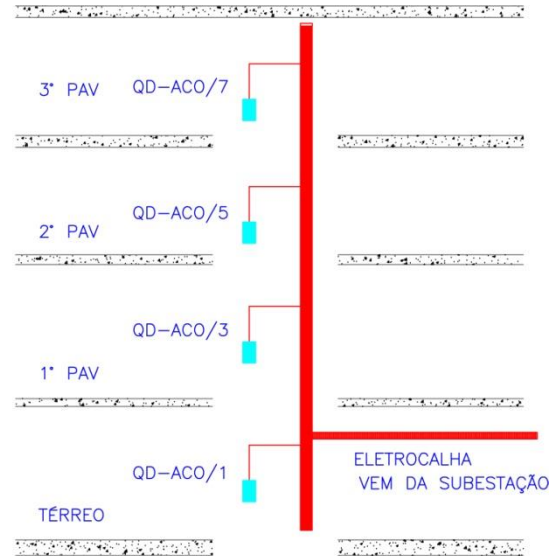 3° PAV
QD-ACO/7
2° PAV
QD-ACO/5
QD-ACO/3
1° PAV
ELETROCALHA
VEM DA SUBESTAÇÃO
QD-ACO/1
TÉRREO